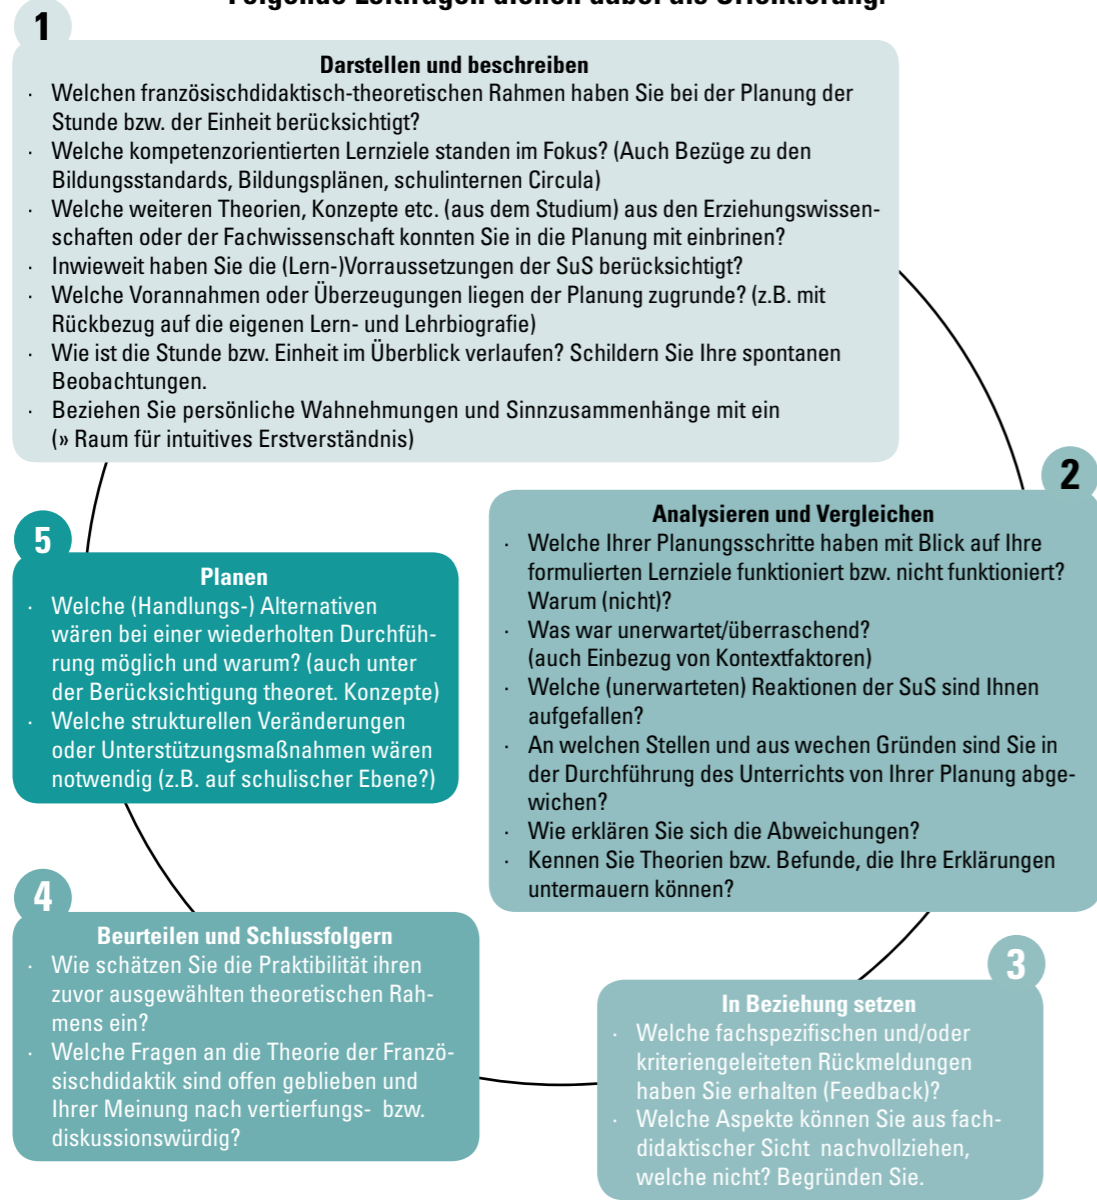 Folgende Leitfragen dienen dabei als Orientierung:
1
Darstellen und beschreiben
· Welchen französischdidaktisch-theoretischen Rahmen haben Sie bei der Planung der
Stunde bzw. der Einheit berücksichtigt?
· Welche kompetenzorientierten Lernziele standen im Fokus? (Auch Bezüge zu den
Bildungsstandards, Bildungsplänen, schulinternen Circula)
· Welche weiteren Theorien, Konzepte etc. (aus dem Studium) aus den Erziehungswissen-
schaften oder der Fachwissenschaft konnten Sie in die Planung mit einbrinen?
· Inwieweit haben Sie die (Lern-)Vorraussetzungen der SuS berücksichtigt?
· Welche Vorannahmen oder Überzeugungen liegen der Planung zugrunde? (z.B. mit
Rückbezug auf die eigenen Lern- und Lehrbiografie)
· Wie ist die Stunde bzw. Einheit im Überblick verlaufen? Schildern Sie Ihre spontanen
Beobachtungen.
· Beziehen Sie persönliche Wahnehmungen und Sinnzusammenhänge mit ein
(» Raum für intuitives Erstverständnis)
2
Analysieren und Vergleichen
· Welche Ihrer Planungsschritte haben mit Blick auf Ihre
formulierten Lernziele funktioniert bzw. nicht funktioniert?
Warum (nicht)?
· Was war unerwartet/überraschend?
(auch Einbezug von Kontextfaktoren)
· Welche (unerwarteten) Reaktionen der SuS sind Ihnen
aufgefallen?
· An welchen Stellen und aus wechen Gründen sind Sie in
der Durchführung des Unterrichts von Ihrer Planung abge-
wichen?
· Wie erklären Sie sich die Abweichungen?
· Kennen Sie Theorien bzw. Befunde, die Ihre Erklärungen
untermauern können?
3
In Beziehung setzen
· Welche fachspezifischen und/oder
kriteriengeleiteten Rückmeldungen
haben Sie erhalten (Feedback)?
· Welche Aspekte können Sie aus fach-
didaktischer Sicht nachvollziehen,
welche nicht? Begründen Sie.
4
Beurteilen und Schlussfolgern
· Wie schätzen Sie die Praktibilität ihren
zuvor ausgewählten theoretischen Rah-
mens ein?
· Welche Fragen an die Theorie der Franzö-
sischdidaktik sind offen geblieben und
Ihrer Meinung nach vertierfungs- bzw.
diskussionswürdig?
5
Planen
· Welche (Handlungs-) Alternativen
wären bei einer wiederholten Durchfüh-
rung möglich und warum? (auch unter
der Berücksichtigung theoret. Konzepte)
· Welche strukturellen Veränderungen
oder Unterstützungsmaßnahmen wären
notwendig (z.B. auf schulischer Ebene?)